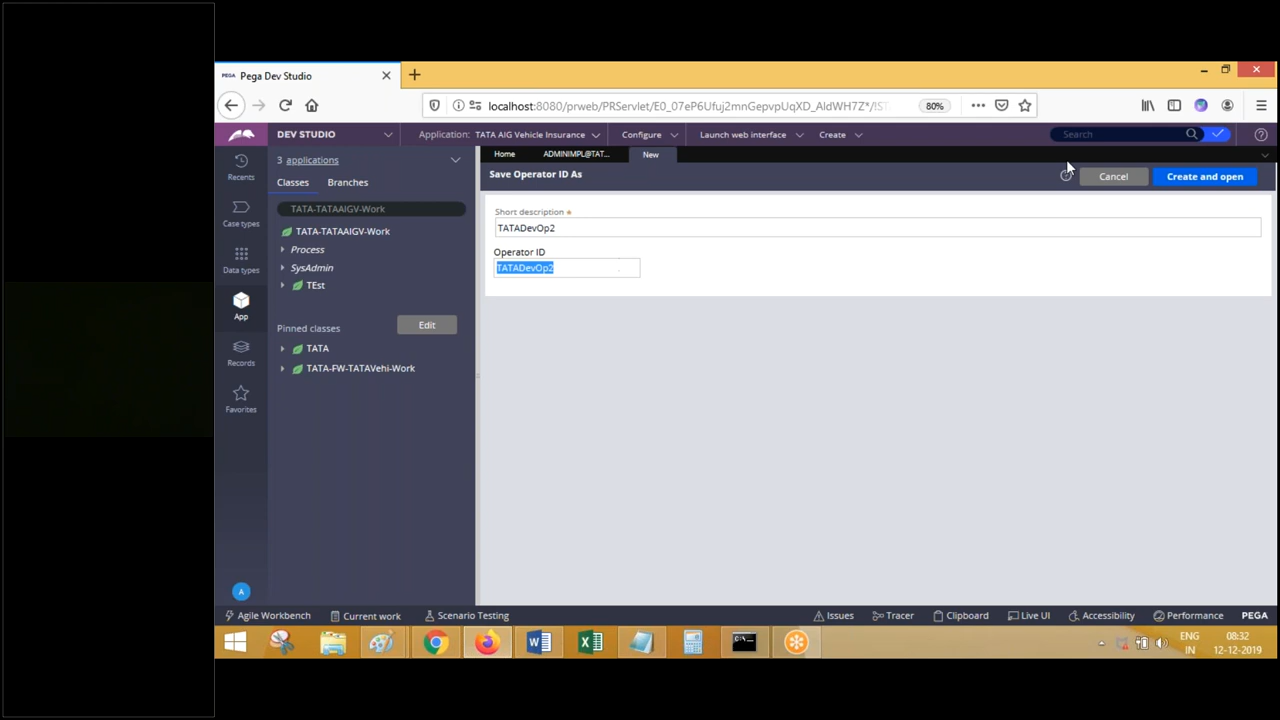 PEGA Pega Dev Studio
localhost:8080/prweb/PRServlet/E0_07eP6Ufuj2mnGepvpUqXD_AldWH7Z*/!ST 80%
DEV STUDIO Application: TATA AIG Vehicle Insurance Configure Launch web interface Create Search
Recents
Case types
Data types
App
Records
Favorites
A
3 applications
Classes Branches
TATA-TATAAIGV-Work
TATA-TATAAIGV-Work
Process
SysAdmin
TEst
Pinned classes Edit
TATA
TATA-FW-TATAVehi-Work
Home ADMINIMPL@TAT... New
Save Operator ID As Cancel Create and open
Short description
TATADevOp2
Operator ID
TATADevOp2
Agile Workbench Current work Scenario Testing Issues Tracer Clipboard Live UI Accessibility Performance PEGA
ENG
IN
08:32
12-12-2019